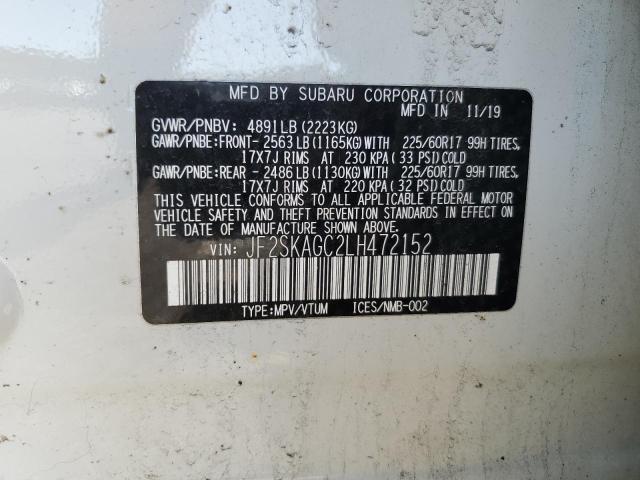 MFD BY SUBARU CORPORATION
MFD IN 11/19
GVWR/PNBV: 4891LB(2223KG)
GAWR/PNBE:FRONT- 2563LB(1165KG)WITH 225/60R17 99H TIRES,
17X7J RIMS AT 230 KPA(33 PSI)COLD
GAWR/PNBE:REAR - 2486LB(1130KG)WITH 225/60R17 99H TIRES,
17X7J RIMS AT 220 KPA(32 PSI)COLD
THIS VEHICLE CONFORMS TO ALL APPLICABLE FEDERAL MOTOR
VEHICLE SAFETY AND THEFT PREVENTION STANDARDS IN EFFECT ON
THE DATE OF MANUFACTURE SHOWN ABOVE.
VIN: JF2SKAGC2LH472152
TYPE:MPV/VTUM ICES/NMB-002